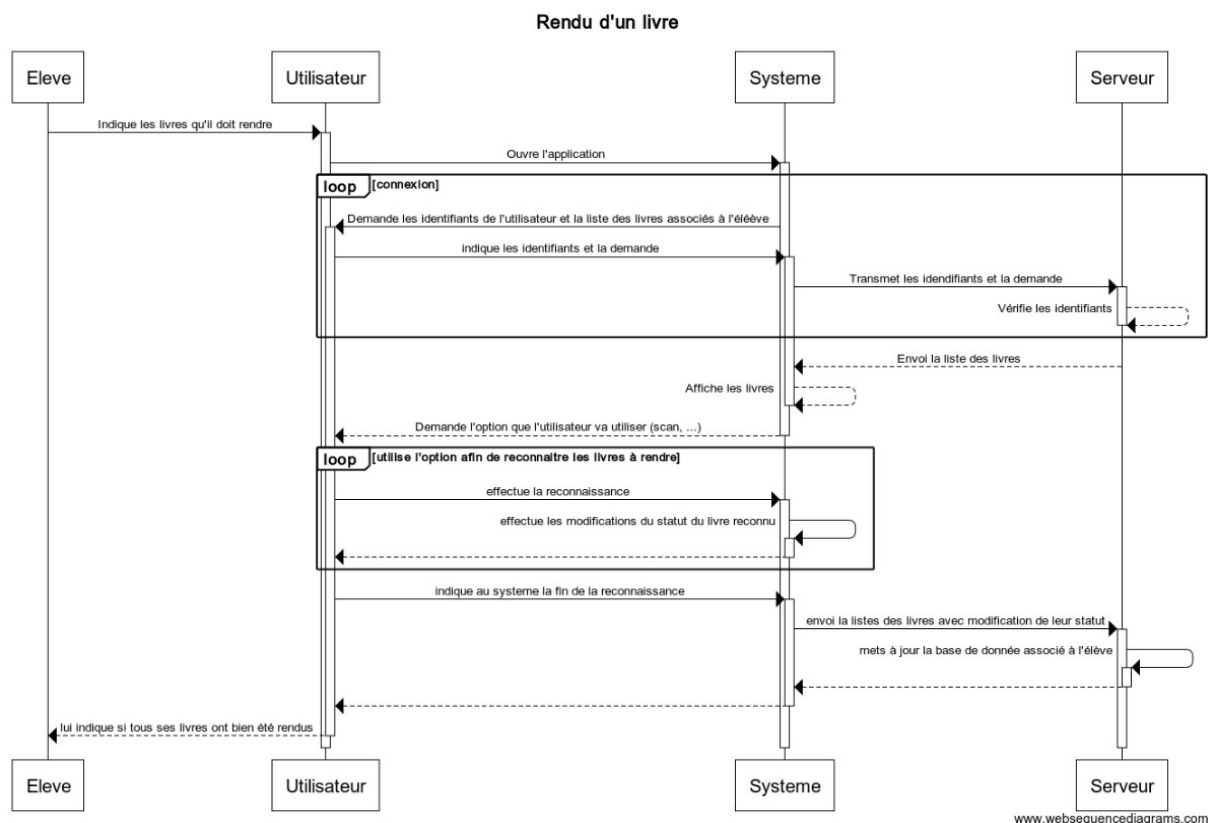 Rendu d'un livre
Eleve
Utilisateur
Systeme
Serveur
Indique les livres qu'il doit rendre
Ouvre l'application
loop [connexion]
Demande les identifiants de l'utilisateur et la liste des livres associés à l'éléève
indique les identifiants et la demande
Transmet les idendifiants et la demande
Vérifie les identifiants
Envoi la liste des livres
Affiche les livres
Demande l'option que l'utilisateur va utiliser (scan, ...)
loop [utilise l'option afin de reconnaitre les livres à rendre]
effectue la reconnaissance
effectue les modifications du statut du livre reconnu
indique au systeme la fin de la reconnaissance
envoi la listes des livres avec modification de leur statut
mets à jour la base de donnée associé à l'élève
lui indique si tous ses livres ont bien été rendus
Eleve
Utilisateur
Systeme
Serveur
www.websequencediagrams.com